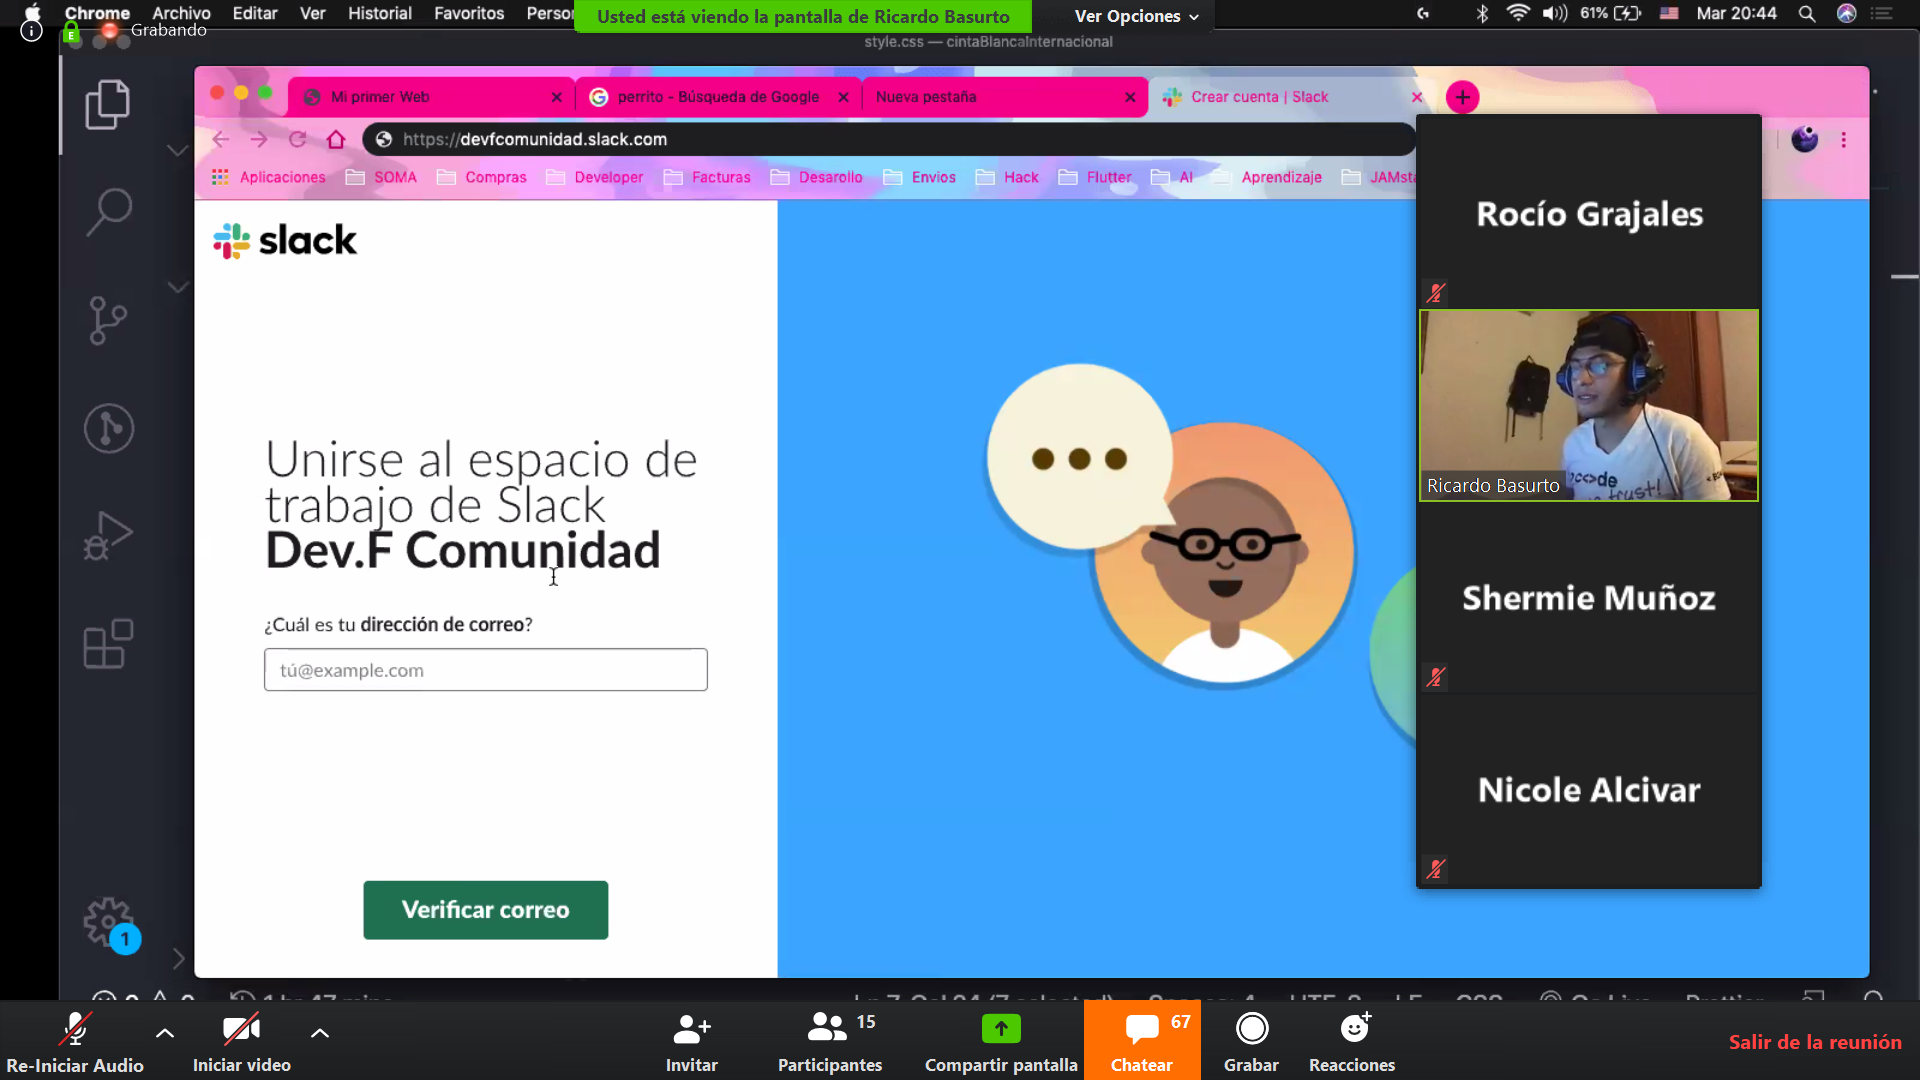 Chrome Archivo Editar Ver Historial Favoritos
Usted está viendo la pantalla de Ricardo Basurto
Ver Opciones
61%
Mar 20:44
Grabando
style.css — cintaBlancaInternacional
Mi primer Web
perrito - Búsqueda de Google
Nueva pestaña
Crear cuenta | Slack
https://devfcomunidad.slack.com
Aplicaciones
SOMA
Compras
Developer
Facturas
Desarollo
Envios
Hack
Flutter
AI
Aprendizaje
slack
Unirse al espacio de
trabajo de Slack
Dev.F Comunidad
¿Cuál es tu dirección de correo?
tú@example.com
Verificar correo
Rocío Grajales
Ricardo Basurto
Shermie Muñoz
Nicole Alcivar
1
Re-Iniciar Audio
Iniciar video
Invitar
15
Participantes
Compartir pantalla
67
Chatear
Grabar
Reacciones
Salir de la reunión